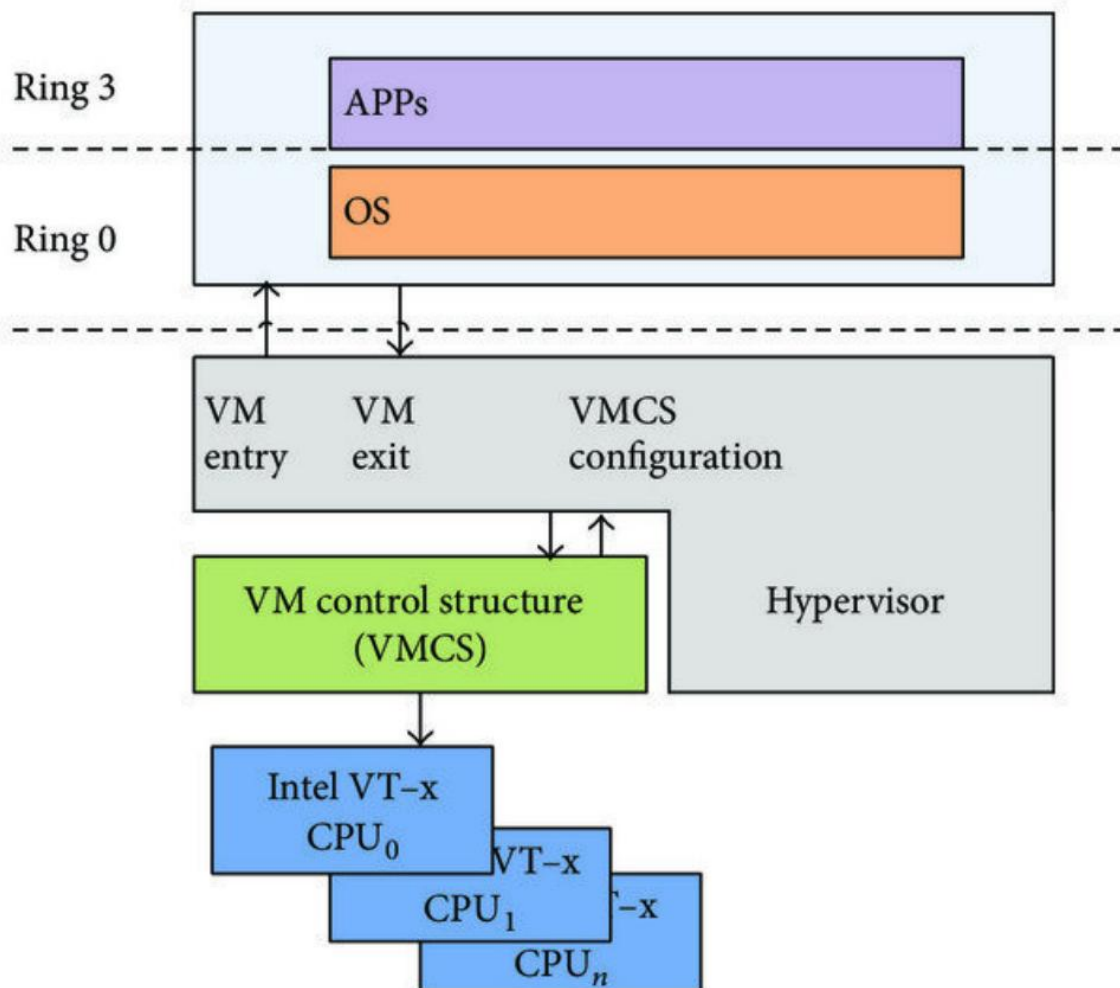 Ring 3
APPs
Ring 0
OS
VM
entry
VM
exit
VMCS
configuration
VM control structure
(VMCS)
Hypervisor
Intel VT–x
CPU₀
VT–x
CPU₁
–x
CPUₙ